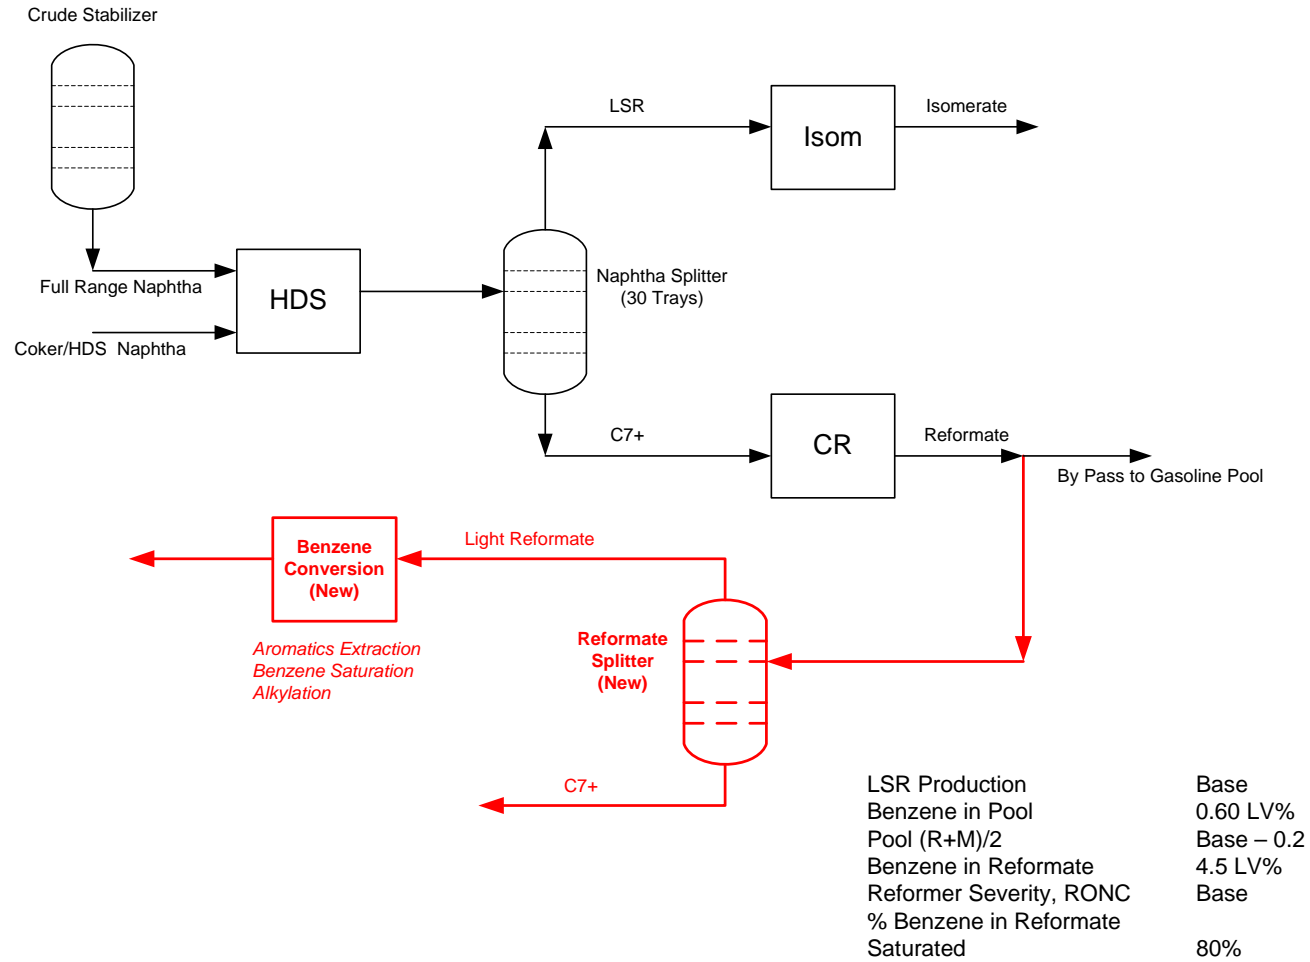 Crude Stabilizer
LSR
Isom
Isomerate
Full Range Naphtha
Coker/HDS  Naphtha
HDS
Naphtha Splitter
(30 Trays)
C7+
CR
Reformate
By Pass to Gasoline Pool
Benzene
Conversion
(New)
Light Reformate
Aromatics Extraction
Benzene Saturation
Alkylation
Reformate
Splitter
(New)
C7+
LSR Production Base
Benzene in Pool 0.60 LV%
Pool (R+M)/2 Base – 0.2
Benzene in Reformate 4.5 LV%
Reformer Severity, RONC Base
% Benzene in Reformate
Saturated 80%